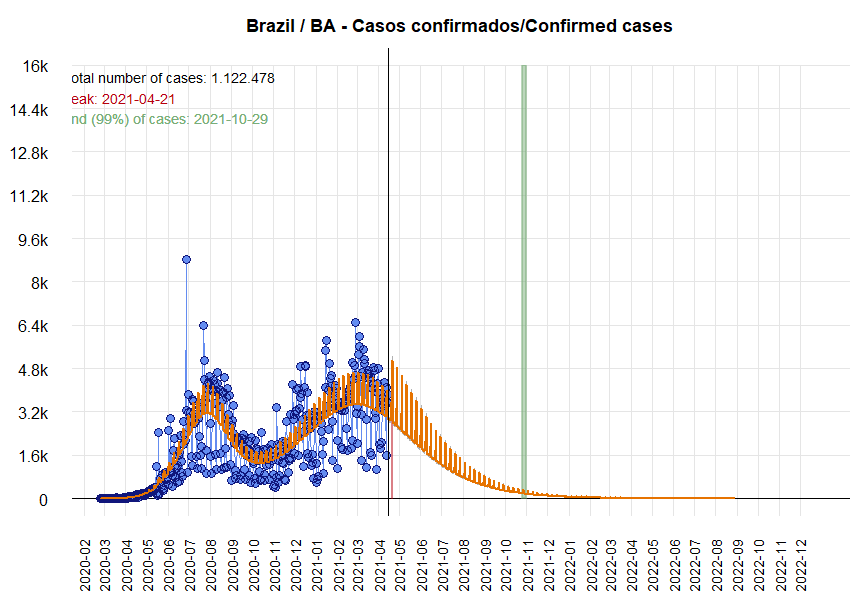 Brazil / BA - Casos confirmados/Confirmed cases
16k
14.4k
12.8k
11.2k
9.6k
8k
6.4k
4.8k
3.2k
1.6k
0
otal number of cases: 1.122.478
eak: 2021-04-21
nd (99%) of cases: 2021-10-29
2020-02
2020-03
2020-04
2020-05
2020-06
2020-07
2020-08
2020-09
2020-10
2020-11
2020-12
2021-01
2021-02
2021-03
2021-04
2021-05
2021-06
2021-07
2021-08
2021-09
2021-10
2021-11
2021-12
2022-01
2022-02
2022-03
2022-04
2022-05
2022-06
2022-07
2022-08
2022-09
2022-10
2022-11
2022-12